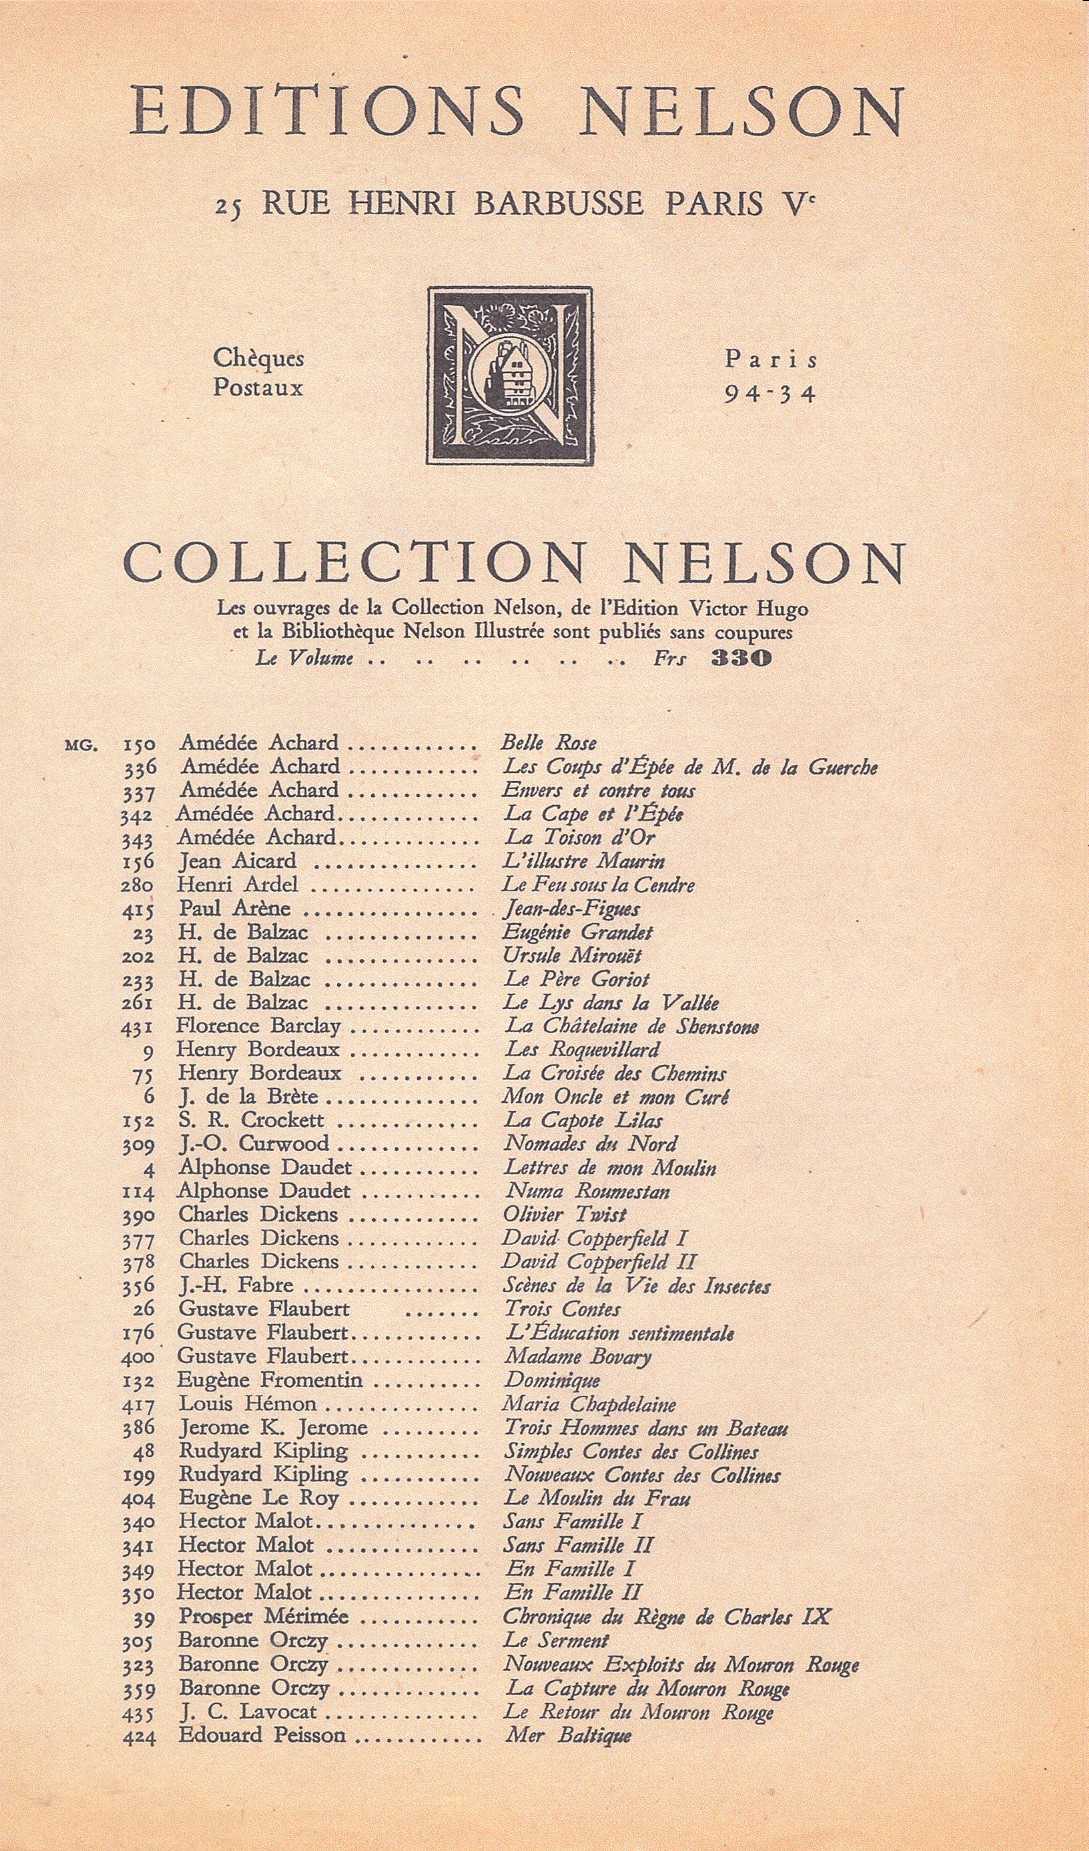 EDITIONS NELSON
25 RUE HENRI BARBUSSE PARIS Vᵉ
Chèques
Postaux
N
Paris
94-34
COLLECTION NELSON
Les ouvrages de la Collection Nelson, de l'Edition Victor Hugo
et la Bibliothèque Nelson Illustrée sont publiés sans coupures
Le Volume .. .. .. .. .. .. Frs 330
MG. 150 Amédée Achard ............ Belle Rose
336 Amédée Achard ............ Les Coups d'Épée de M. de la Guerche
337 Amédée Achard ............ Envers et contre tous
342 Amédée Achard............. La Cape et l'Épée
343 Amédée Achard............. La Toison d'Or
156 Jean Aicard ............... L'illustre Maurin
280 Henri Ardel ............... Le Feu sous la Cendre
415 Paul Arène ................ Jean-des-Figues
23 H. de Balzac .............. Eugénie Grandet
202 H. de Balzac .............. Ursule Mirouët
233 H. de Balzac .............. Le Père Goriot
261 H. de Balzac .............. Le Lys dans la Vallée
431 Florence Barclay ............ La Châtelaine de Shenstone
9 Henry Bordeaux ............ Les Roquevillard
75 Henry Bordeaux ........... La Croisée des Chemins
6 J. de la Brète .............. Mon Oncle et mon Curé
152 S. R. Crockett ............. La Capote Lilas
309 J.-O. Curwood ............. Nomades du Nord
4 Alphonse Daudet ........... Lettres de mon Moulin
114 Alphonse Daudet ........... Numa Roumestan
390 Charles Dickens ............ Olivier Twist
377 Charles Dickens ............ David Copperfield I
378 Charles Dickens ............ David Copperfield II
356 J.-H. Fabre ................ Scènes de la Vie des Insectes
26 Gustave Flaubert ....... Trois Contes
176 Gustave Flaubert............ L'Éducation sentimentale
400 Gustave Flaubert............ Madame Bovary
132 Eugène Fromentin .......... Dominique
417 Louis Hémon .............. Maria Chapdelaine
386 Jerome K. Jerome ......... Trois Hommes dans un Bateau
48 Rudyard Kipling ........... Simples Contes des Collines
199 Rudyard Kipling ........... Nouveaux Contes des Collines
404 Eugène Le Roy ............ Le Moulin du Frau
340 Hector Malot.............. Sans Famille I
341 Hector Malot .............. Sans Famille II
349 Hector Malot ............... En Famille I
350 Hector Malot ............... En Famille II
39 Prosper Mérimée ........... Chronique du Règne de Charles IX
305 Baronne Orczy ............. Le Serment
323 Baronne Orczy ............. Nouveaux Exploits du Mouron Rouge
359 Baronne Orczy ............. La Capture du Mouron Rouge
435 J. C. Lavocat .............. Le Retour du Mouron Rouge
424 Edouard Peisson ............ Mer Baltique